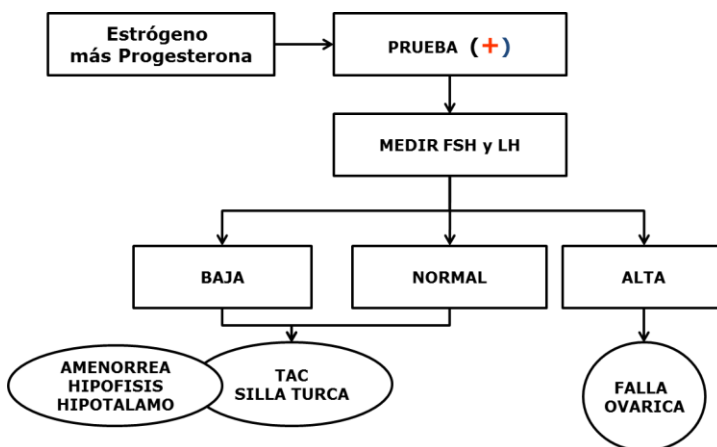 Estrógeno
más Progesterona
PRUEBA (+)
MEDIR FSH y LH
BAJA
NORMAL
ALTA
AMENORREA
HIPOFISIS
HIPOTALAMO
TAC
SILLA TURCA
FALLA
OVARICA